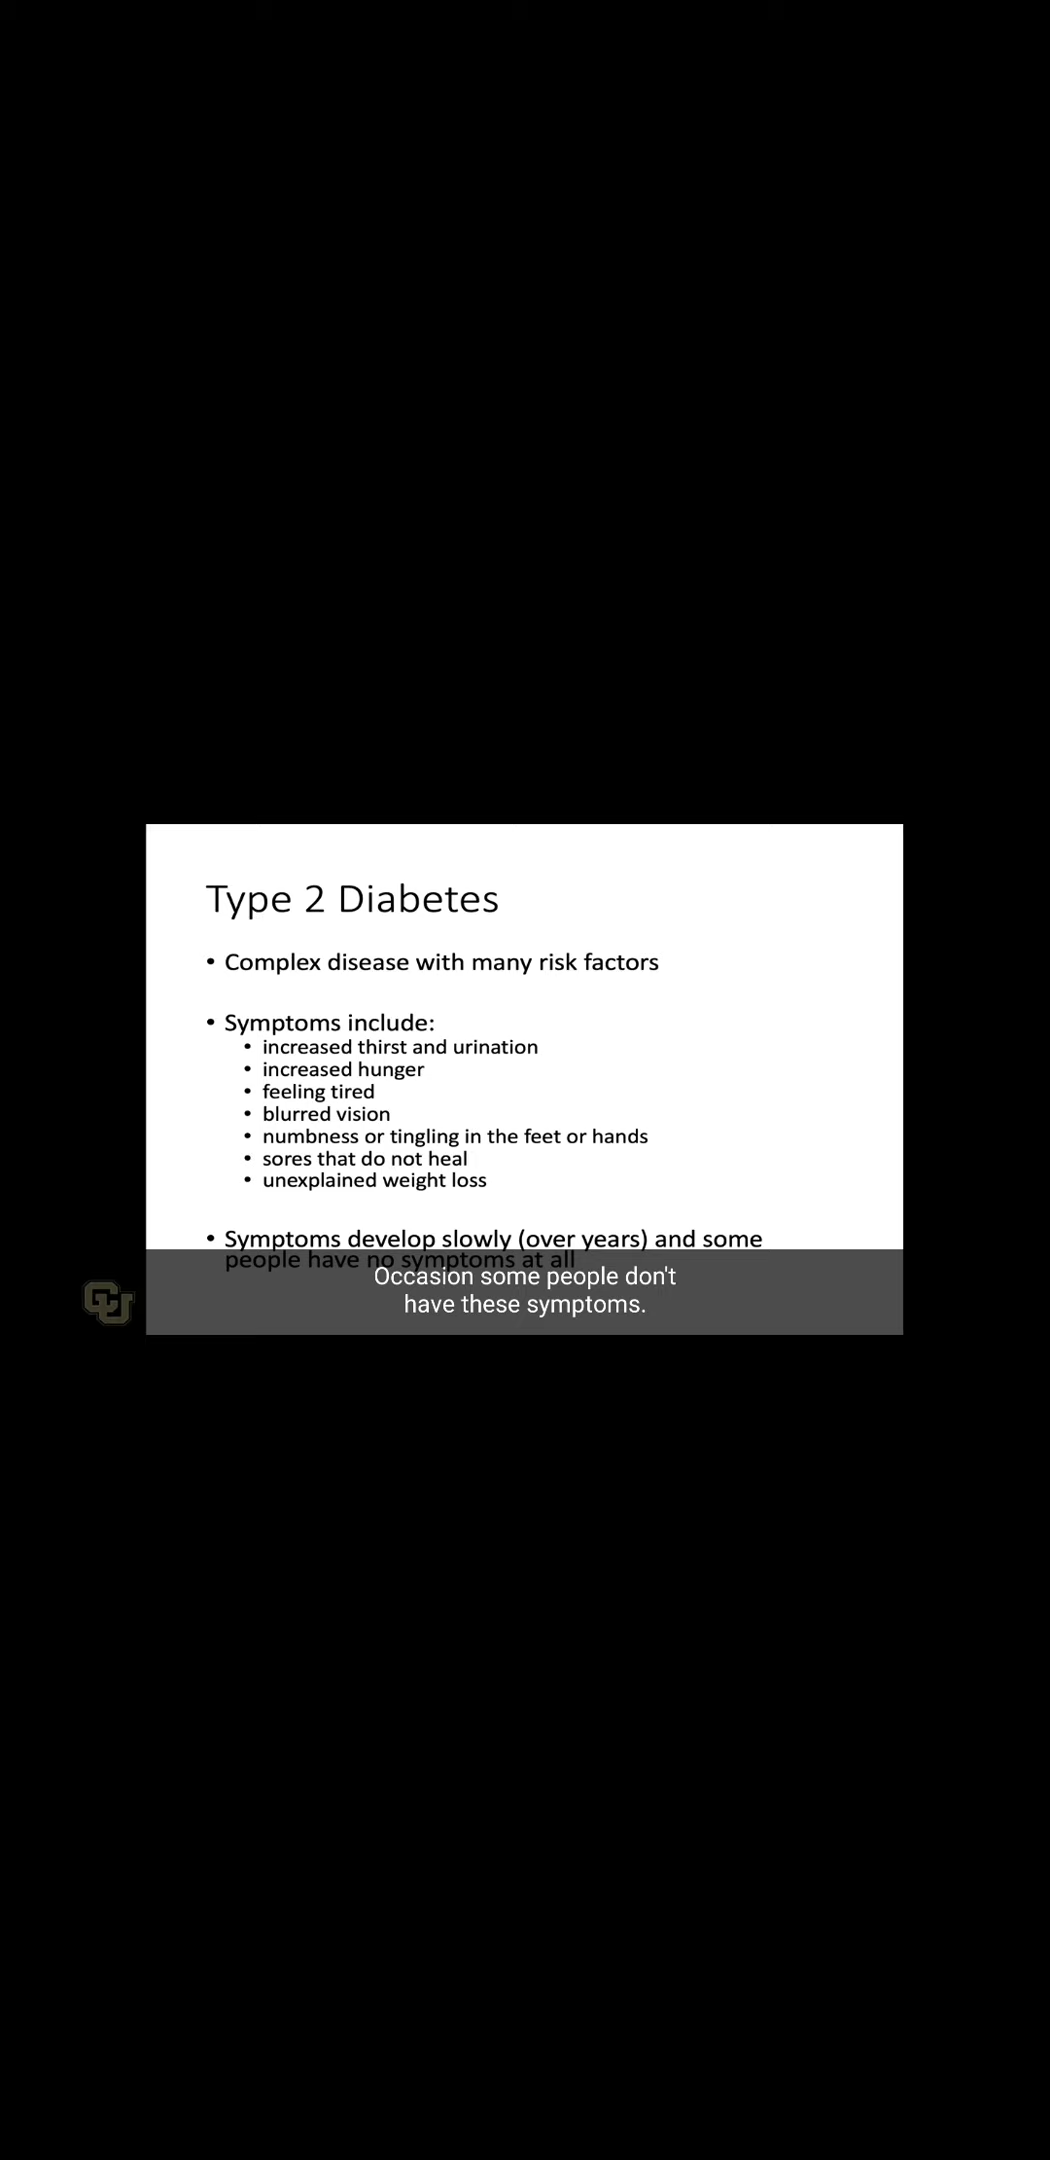 Type 2 Diabetes
• Complex disease with many risk factors
• Symptoms include:
• increased thirst and urination
• increased hunger
• feeling tired
• blurred vision
• numbness or tingling in the feet or hands
• sores that do not heal
• unexplained weight loss
• Symptoms develop slowly (over years) and some
people have no symptoms at all
Occasion some people don't
have these symptoms.
CU